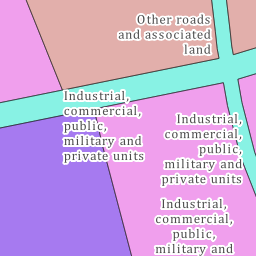 Other roads
and associated
land
Industrial,
commercial,
public,
military and
private units
Industrial,
commercial,
public,
military and
private units
Industrial,
commercial,
public,
military and